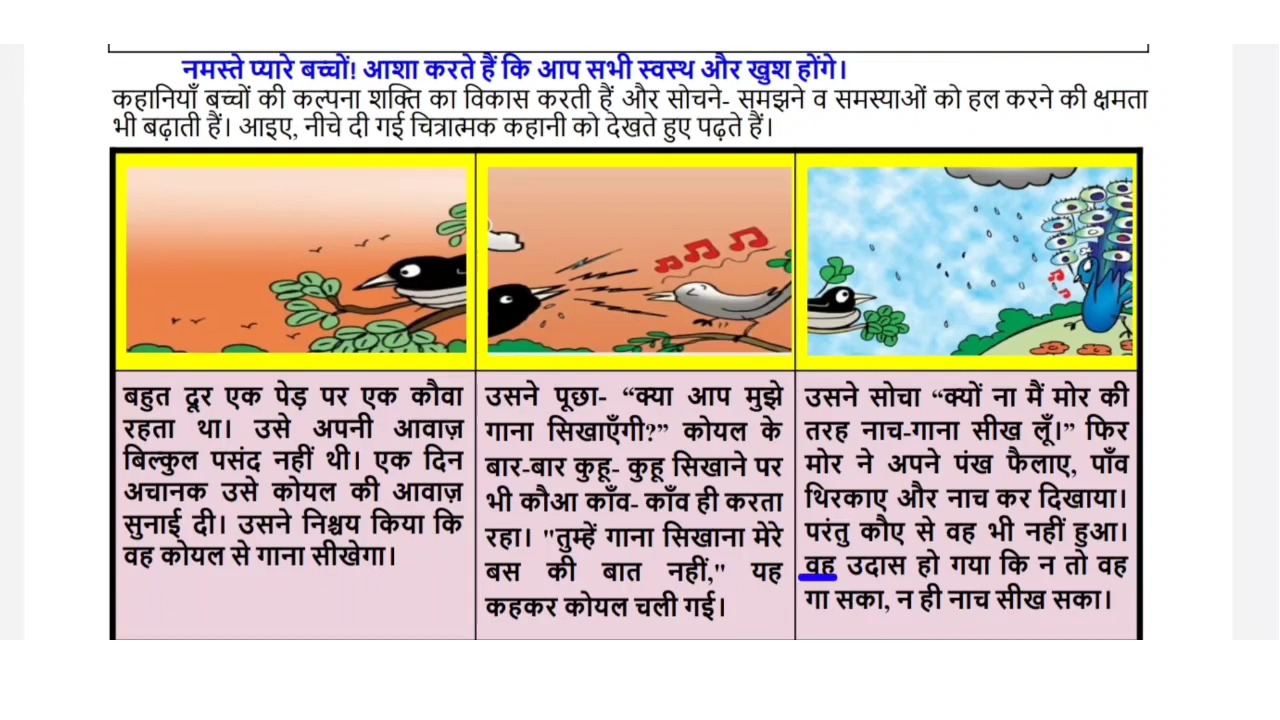 नमस्ते प्यारे बच्चों! आशा करते हैं कि आप सभी स्वस्थ और खुश होंगे।
कहानियाँ बच्चों की कल्पना शक्ति का विकास करती हैं और सोचने- समझने व समस्याओं को हल करने की क्षमता
भी बढ़ाती हैं। आइए, नीचे दी गई चित्रात्मक कहानी को देखते हुए पढ़ते हैं।
बहुत दूर एक पेड़ पर एक कौवा
रहता था। उसे अपनी आवाज़
बिल्कुल पसंद नहीं थी। एक दिन
अचानक उसे कोयल की आवाज़
सुनाई दी। उसने निश्चय किया कि
वह कोयल से गाना सीखेगा।
उसने पूछा- “क्या आप मुझे
गाना सिखाएँगी?” कोयल के
बार-बार कुहू- कुहू सिखाने पर
भी कौआ काँव- काँव ही करता
रहा। "तुम्हें गाना सिखाना मेरे
बस की बात नहीं," यह
कहकर कोयल चली गई।
उसने सोचा “क्यों ना मैं मोर की
तरह नाच-गाना सीख लूँ।” फिर
मोर ने अपने पंख फैलाए, पाँव
थिरकाए और नाच कर दिखाया।
परंतु कौए से वह भी नहीं हुआ।
वह उदास हो गया कि न तो वह
गा सका, न ही नाच सीख सका।